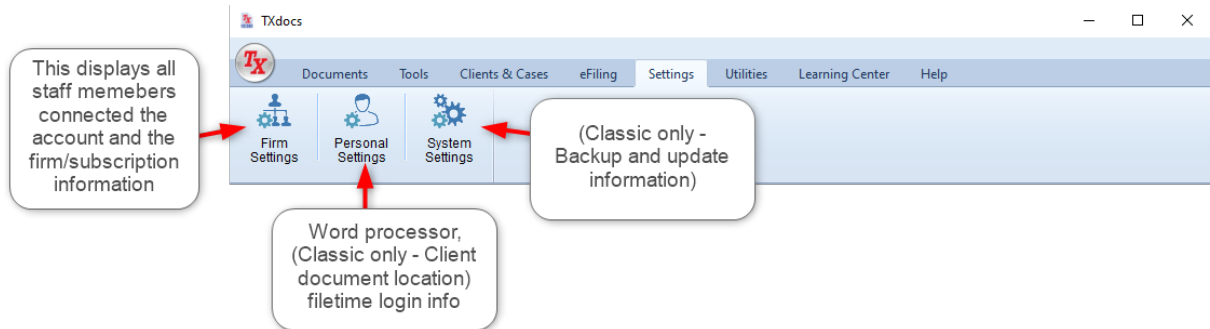 TXdocs
TX
Documents Tools Clients & Cases eFiling Settings Utilities Learning Center Help
This displays all
staff memebers
connected the
account and the
firm/subscription
information
Firm
Settings
Personal
Settings
System
Settings
(Classic only -
Backup and update
information)
Word processor,
(Classic only - Client
document location)
filetime login info